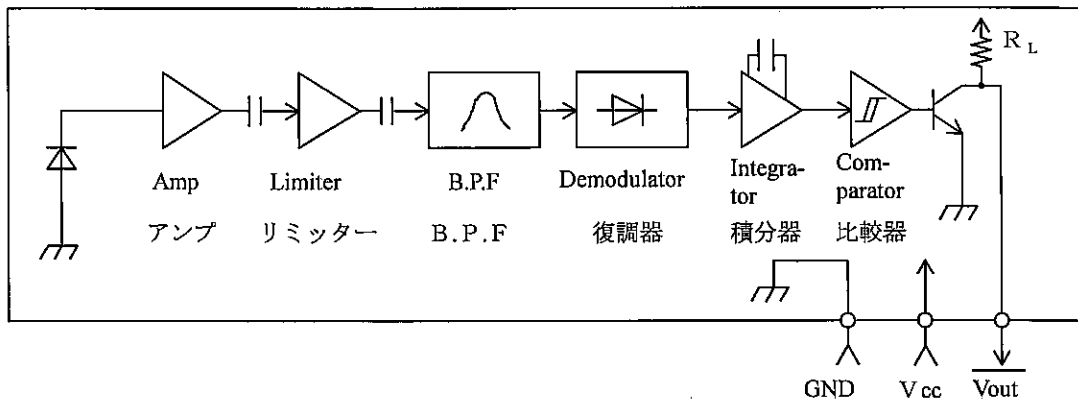 R L
Amp
Limiter
B.P.F
Demodulator
Integra-
tor
Com-
parator
アンプ
リミッター
B.P.F
復調器
積分器
比較器
GND
Vcc
Vout